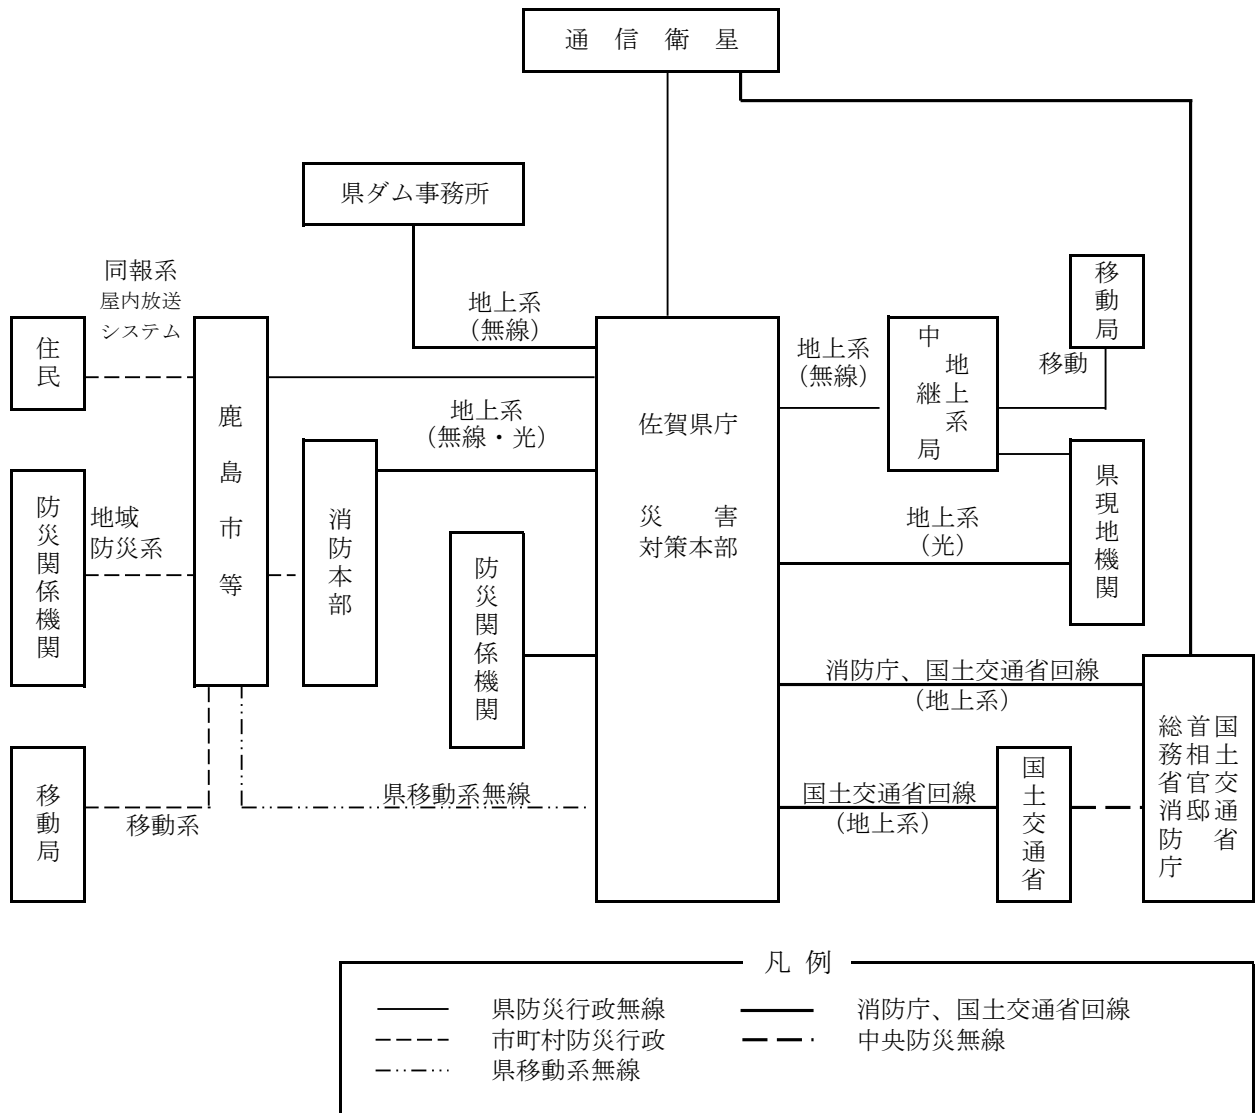 通信衛星
県ダム事務所
同報系
屋内放送
システム
地上系
(無線)
移動局
住民
鹿島市等
地上系
(無線)
中継局
地上系
移動
地上系
(無線・光)
佐賀県庁
災害
対策本部
防災関係機関
地域
防災系
消防本部
防災関係機関
地上系
(光)
県現地機関
消防庁、国土交通省回線
(地上系)
国土交通省
首相官邸
総務省消防庁
移動局
移動系
県移動系無線
国土交通省回線
(地上系)
国土交通省
凡例
県防災行政無線
消防庁、国土交通省回線
市町村防災行政
中央防災無線
県移動系無線